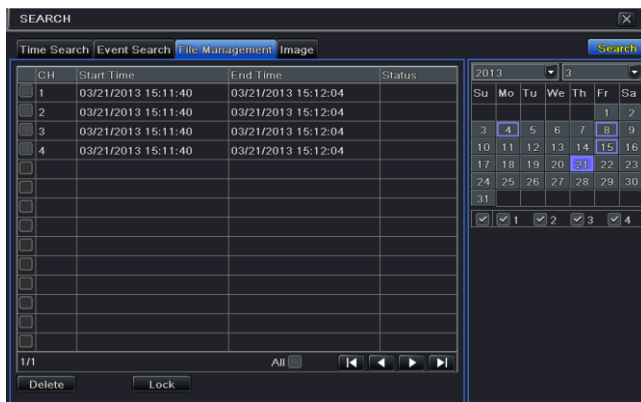 SEARCH
Time Search Event Search File Management Image Search
CH Start Time End Time Status
1 03/21/2013 15:11:40 03/21/2013 15:12:04
2 03/21/2013 15:11:40 03/21/2013 15:12:04
3 03/21/2013 15:11:40 03/21/2013 15:12:04
4 03/21/2013 15:11:40 03/21/2013 15:12:04
1/1 All
Delete Lock
2013 3
Su Mo Tu We Th Fr Sa
1 2
3 4 5 6 7 8 9
10 11 12 13 14 15 16
17 18 19 20 21 22 23
24 25 26 27 28 29 30
31
1 2 3 4